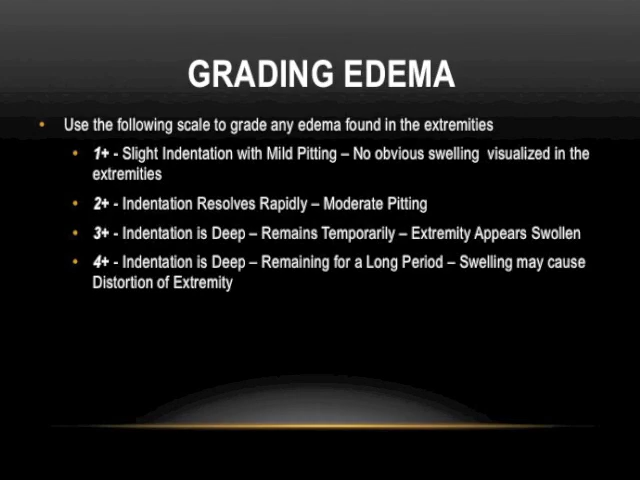 GRADING EDEMA
• Use the following scale to grade any edema found in the extremities
• 1+ - Slight Indentation with Mild Pitting – No obvious swelling visualized in the
extremities
• 2+ - Indentation Resolves Rapidly – Moderate Pitting
• 3+ - Indentation is Deep – Remains Temporarily – Extremity Appears Swollen
• 4+ - Indentation is Deep – Remaining for a Long Period – Swelling may cause
Distortion of Extremity